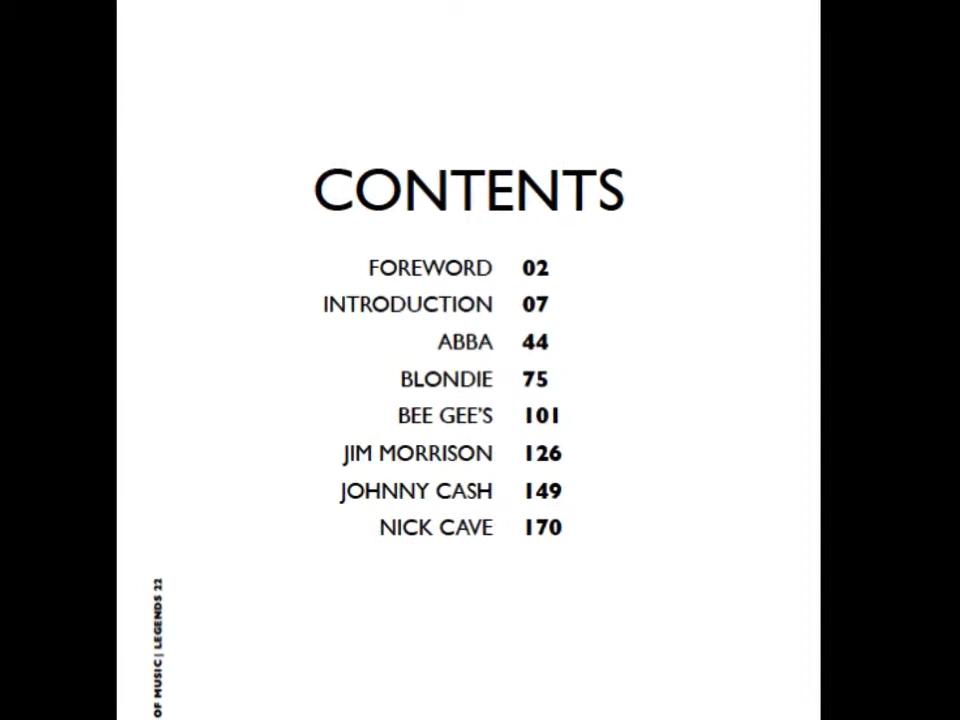 CONTENTS
FOREWORD 02
INTRODUCTION 07
ABBA 44
BLONDIE 75
BEE GEE'S 101
JIM MORRISON 126
JOHNNY CASH 149
NICK CAVE 170
OF MUSIC| LEGENDS 22